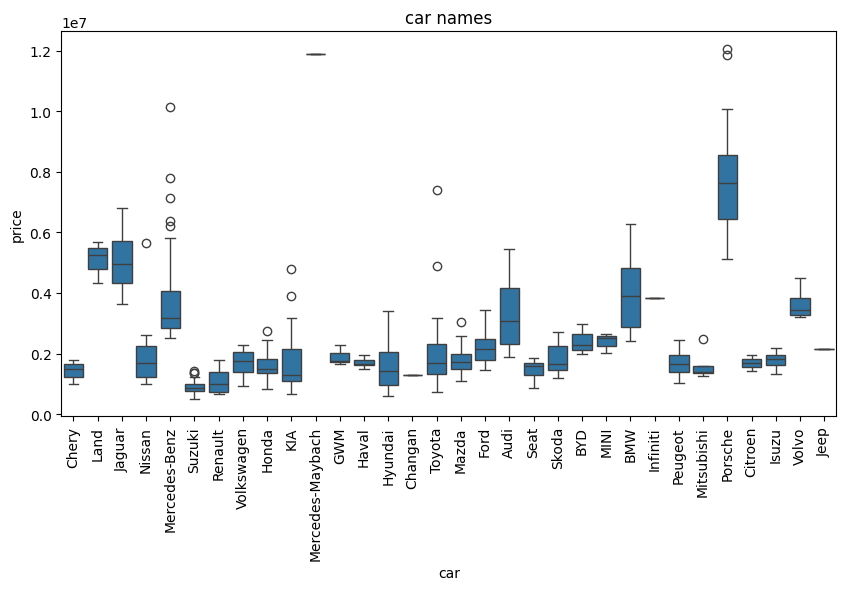 car names
1e7
price
1.2
1.0
0.8
0.6
0.4
0.2
0.0
Chery
Land
Jaguar
Nissan
Mercedes-Benz
Suzuki
Renault
Volkswagen
Honda
KIA
Mercedes-Maybach
GWM
Haval
Hyundai
Changan
Toyota
Mazda
Ford
Audi
Seat
Skoda
BYD
MINI
BMW
Infiniti
Peugeot
Mitsubishi
Porsche
Citroen
Isuzu
Volvo
Jeep
car